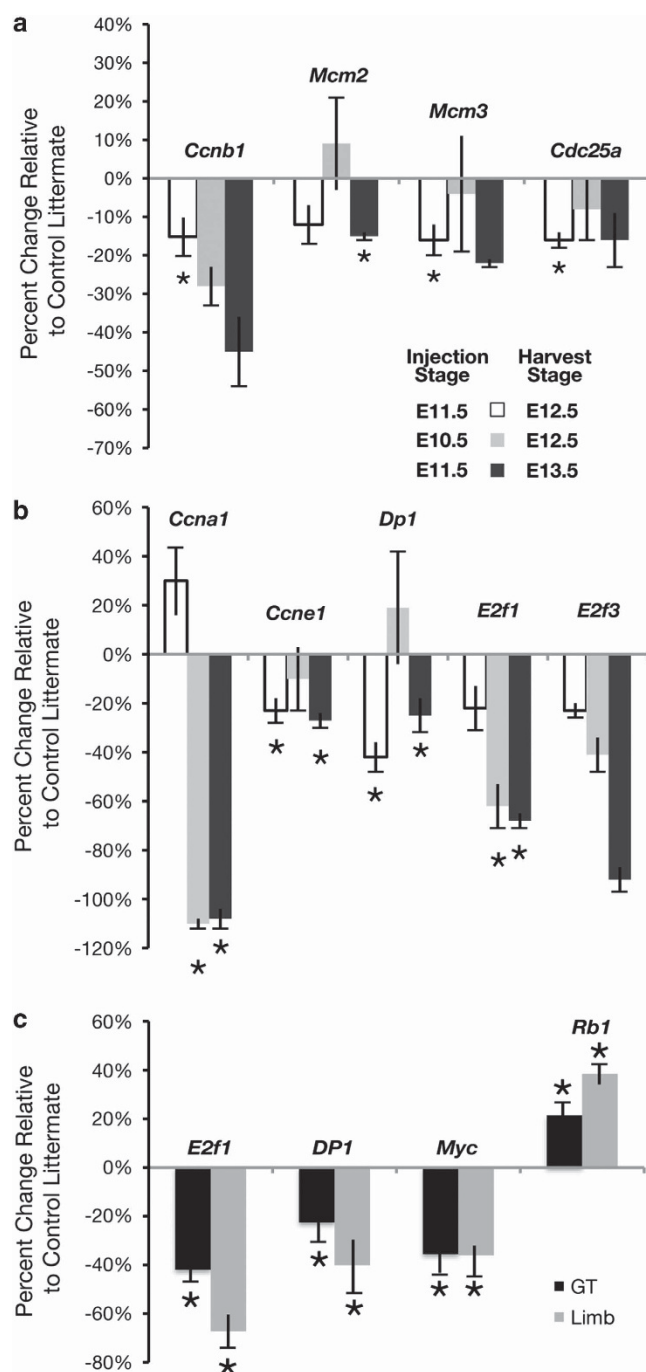 a
Percent Change Relative
to Control Littermate
40%
30%
20%
10%
0%
-10%
-20%
-30%
-40%
-50%
-60%
-70%
Ccnb1
Mcm2
Mcm3
Cdc25a
*
*
*
*
Injection Harvest
Stage Stage
E11.5 E12.5
E10.5 E12.5
E11.5 E13.5
b
Percent Change Relative
to Control Littermate
60%
40%
20%
0%
-20%
-40%
-60%
-80%
-100%
-120%
Ccna1
Ccne1
Dp1
E2f1
E2f3
* *
* *
* *
* *
c
Percent Change Relative
to Control Littermate
60%
40%
20%
0%
-20%
-40%
-60%
-80%
E2f1
DP1
Myc
Rb1
* *
* *
* *
* *
GT
Limb